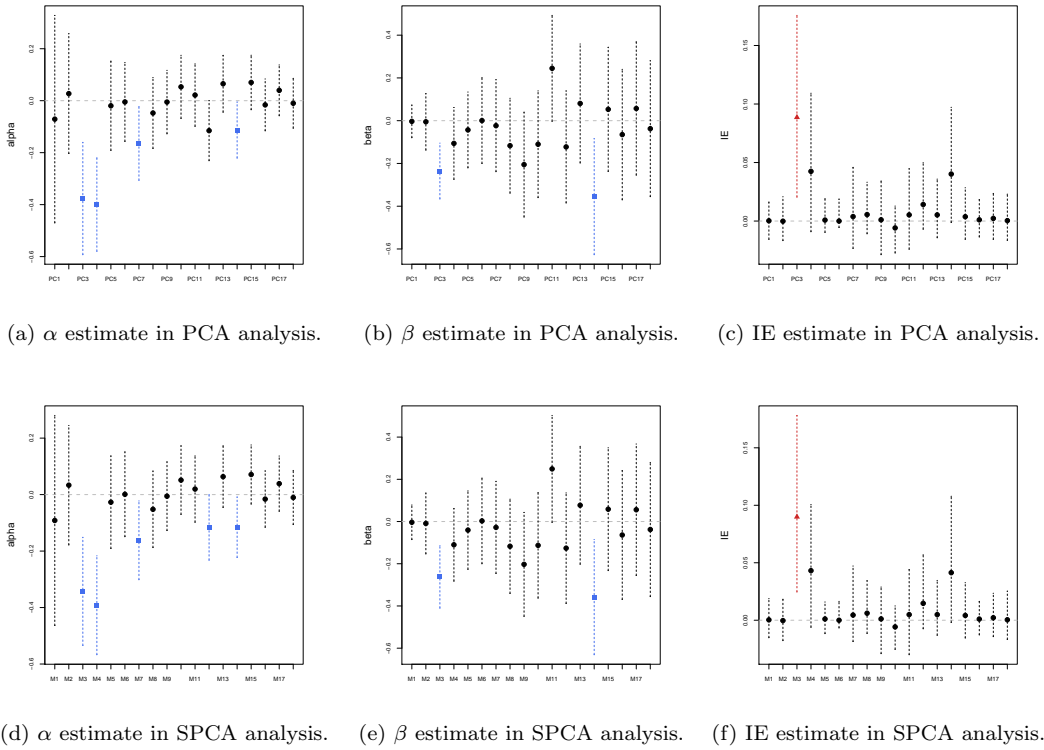 0.2
0.0
−0.2
−0.4
−0.6
alpha
PC1 PC3 PC5 PC7 PC9 PC11 PC13 PC15 PC17
0.4
0.2
0.0
−0.2
−0.4
−0.6
beta
PC1 PC3 PC5 PC7 PC9 PC11 PC13 PC15 PC17
0.15
0.10
0.05
0.00
IE
PC1 PC3 PC5 PC7 PC9 PC11 PC13 PC15 PC17
(a) α estimate in PCA analysis.
(b) β estimate in PCA analysis.
(c) IE estimate in PCA analysis.
0.2
0.0
−0.2
−0.4
−0.6
alpha
M1 M2 M3 M4 M5 M6 M7 M8 M9 M11 M13 M15 M17
0.4
0.2
0.0
−0.2
−0.4
−0.6
beta
M1 M2 M3 M4 M5 M6 M7 M8 M9 M11 M13 M15 M17
0.15
0.10
0.05
0.00
IE
M1 M2 M3 M4 M5 M6 M7 M8 M9 M11 M13 M15 M17
(d) α estimate in SPCA analysis.
(e) β estimate in SPCA analysis.
(f) IE estimate in SPCA analysis.